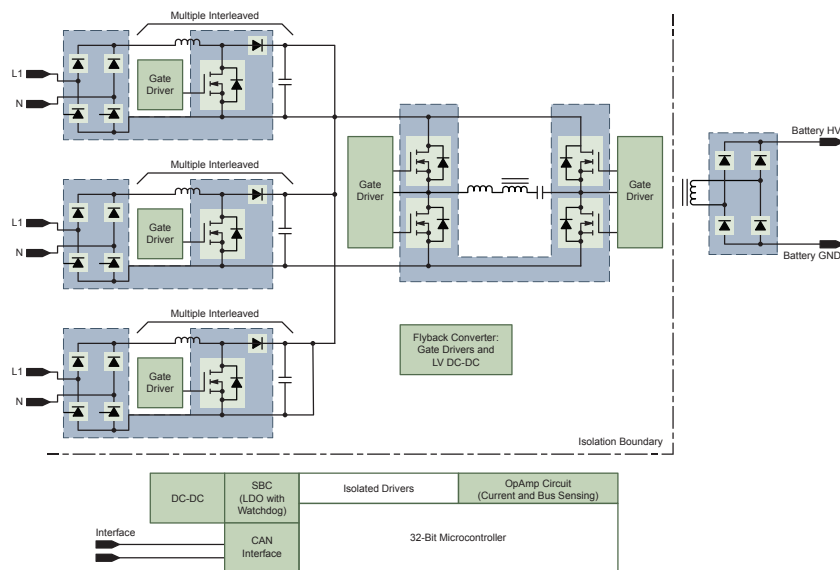 Multiple Interleaved
L1
N
Gate
Driver
Multiple Interleaved
L1
N
Gate
Driver
Multiple Interleaved
L1
N
Gate
Driver
Gate
Driver
Gate
Driver
Battery HV
Battery GND
Flyback Converter:
Gate Drivers and
LV DC-DC
Isolation Boundary
DC-DC
SBC
(LDO with
Watchdog)
Isolated Drivers
OpAmp Circuit
(Current and Bus Sensing)
Interface
CAN
Interface
32-Bit Microcontroller